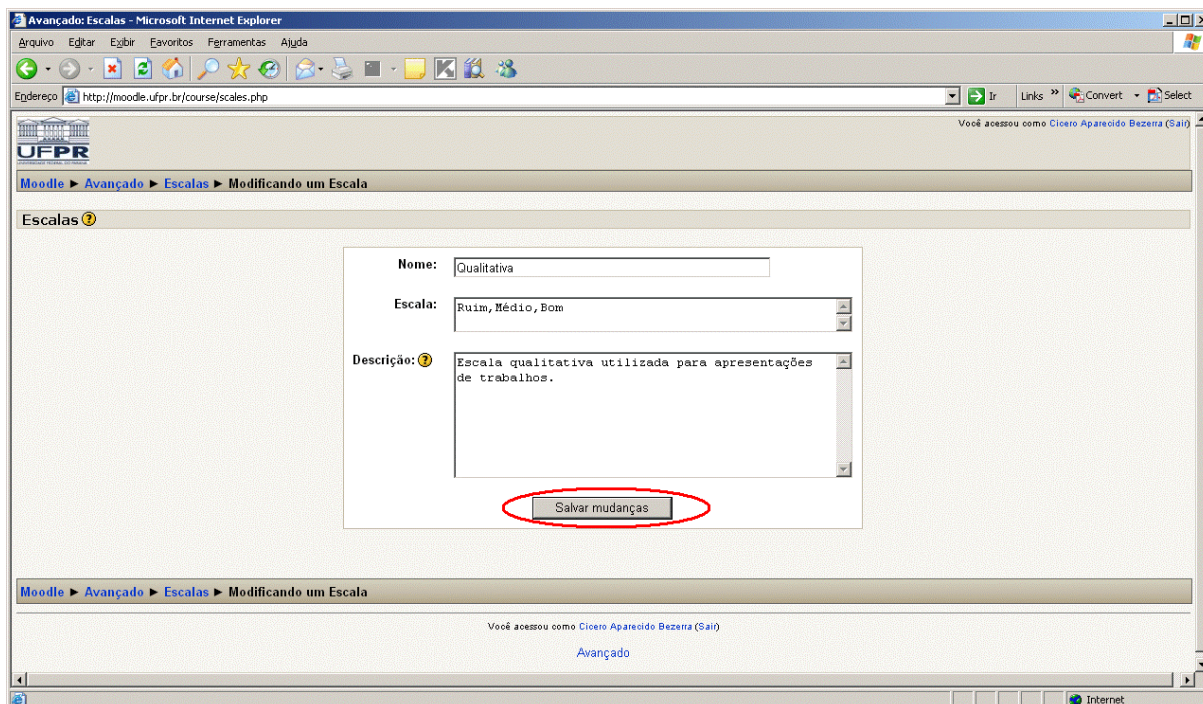 Avançado: Escalas - Microsoft Internet Explorer
Arquivo Editar Exibir Favoritos Ferramentas Ajuda
Endereço http://moodle.ufpr.br/course/scales.php Ir Links » Convert Select
UFPR
Você acessou como Cicero Aparecido Bezerra (Sair)
Moodle ► Avançado ► Escalas ► Modificando um Escala
Escalas ?
Nome: Qualitativa
Escala: Ruim,Médio,Bom
Descrição: ? Escala qualitativa utilizada para apresentações
de trabalhos.
Salvar mudanças
Moodle ► Avançado ► Escalas ► Modificando um Escala
Você acessou como Cicero Aparecido Bezerra (Sair)
Avançado
Internet